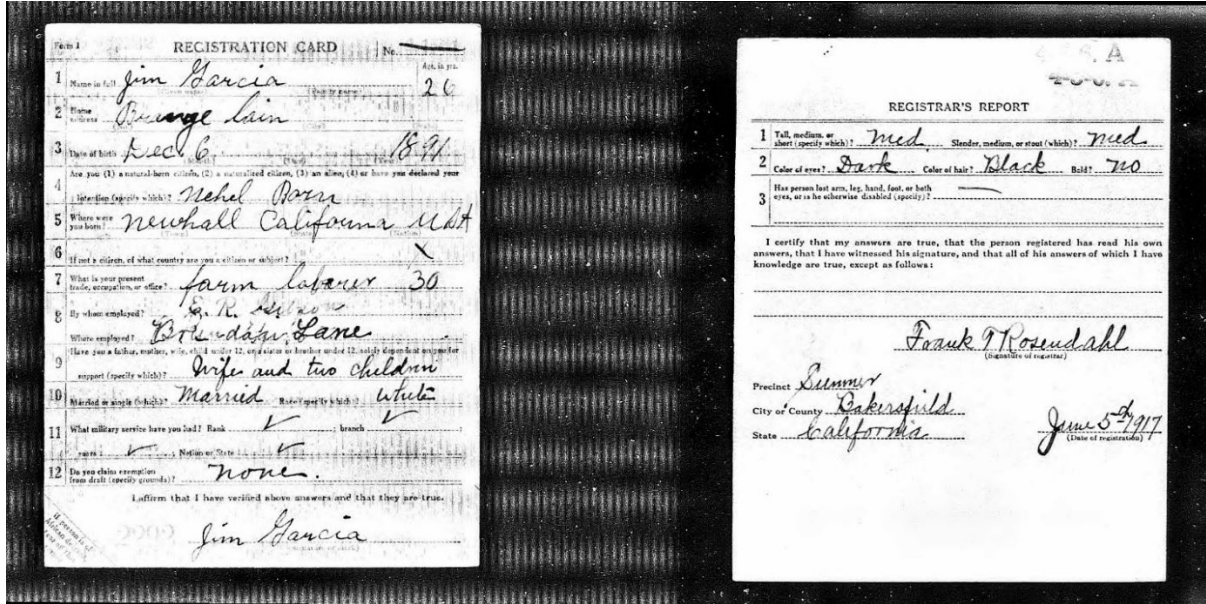 Form 1
REGISTRATION CARD No.
Age, in yrs.
1 Name in full Jim Garcia 26
2 Home address
3 Date of birth Dec. 6 1891
Are you (1) a natural-born citizen, (2) a naturalized citizen, (3) an alien, (4) or have you declared your
4 intention (specify which)? Born
5 Where were you born? Newhall California USA
6 If not a citizen, of what country are you a citizen or subject?
7 What is your present trade, occupation, or office? farm laborer 30
8 By whom employed? E. R.
Where employed? Lane
Have you a father, mother, wife, child under 12, or a sister or brother under 12, solely dependent on you for
9 support (specify which)? Wife and two children
10 Married or single (which)? Married Race (specify which)? White
11 What military service have you had? Rank ; branch ;
years ; Nation or State
12 Do you claim exemption from draft (specify grounds)? none.
I affirm that I have verified above answers and that they are true.
Jim Garcia
If person is of African descent
REGISTRAR'S REPORT
1 Tall, medium, or short (specify which)? Med. Slender, medium, or stout (which)? Med.
2 Color of eyes? Dark Color of hair? Black Bald? No
3 Has person lost arm, leg, hand, foot, or both eyes, or is he otherwise disabled (specify)?
I certify that my answers are true, that the person registered has read his own
answers, that I have witnessed his signature, and that all of his answers of which I have
knowledge are true, except as follows:
Frank T Rosendahl
(Signature of registrar)
Precinct Sumner
City or County Bakersfield
State California
June 5 1917
(Date of registration)